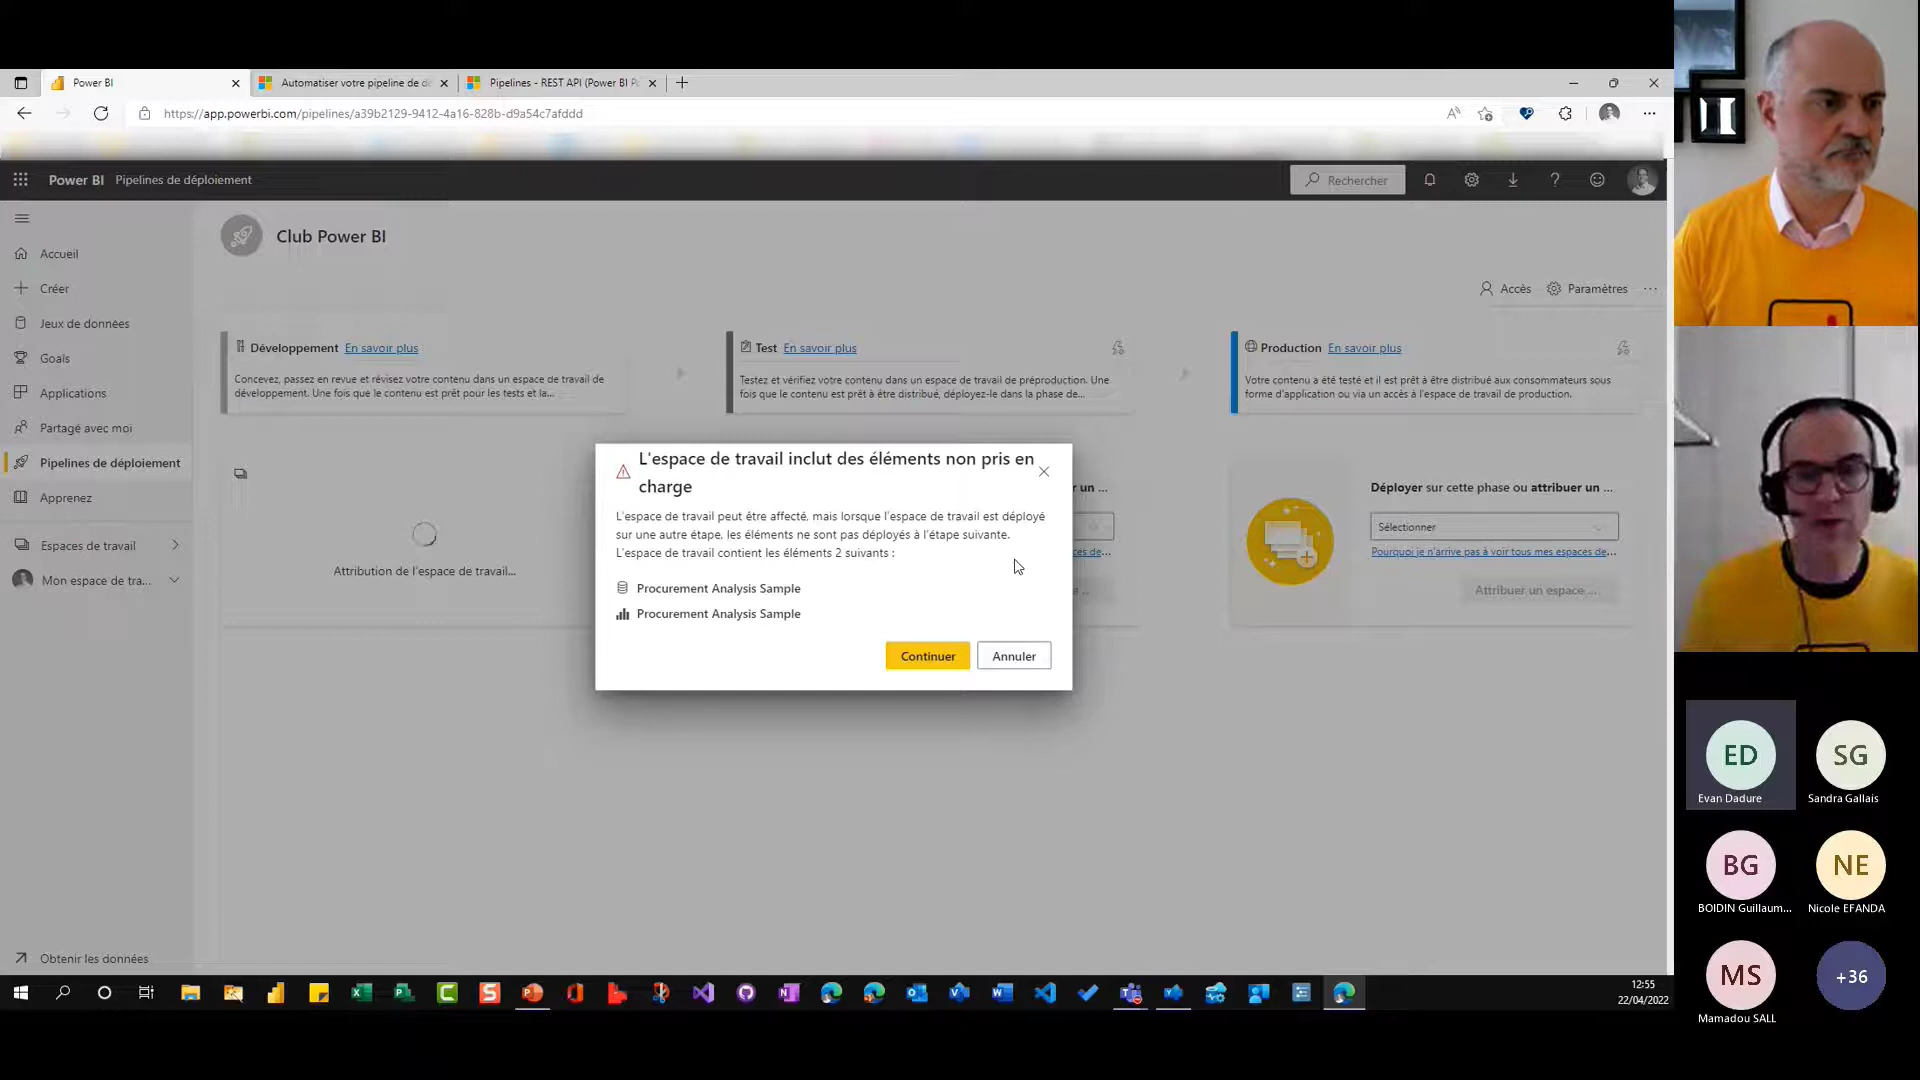 Power BI
Automatiser votre pipeline de dé
Pipelines - REST API (Power BI Po
https://app.powerbi.com/pipelines/a39b2129-9412-4a16-828b-d9a54c7afddd
Power BI Pipelines de déploiement
Rechercher
Club Power BI
Accueil
Créer
Jeux de données
Goals
Applications
Partagé avec moi
Pipelines de déploiement
Apprenez
Espaces de travail
Mon espace de tra...
Obtenir les données
Accès
Paramètres
Développement En savoir plus
Concevez, passez en revue et révisez votre contenu dans un espace de travail de
développement. Une fois que le contenu est prêt pour les tests et la...
Test En savoir plus
Testez et vérifiez votre contenu dans un espace de travail de préproduction. Une
fois que le contenu est prêt à être distribué, déployez-le dans la phase de...
Production En savoir plus
Votre contenu a été testé et il est prêt à être distribué aux consommateurs sous
forme d'application ou via un accès à l'espace de travail de production.
Attribution de l'espace de travail...
L'espace de travail inclut des éléments non pris en
charge
L'espace de travail peut être affecté, mais lorsque l'espace de travail est déployé
sur une autre étape, les éléments ne sont pas déployés à l'étape suivante.
L'espace de travail contient les éléments 2 suivants :
Procurement Analysis Sample
Procurement Analysis Sample
Continuer
Annuler
r un ...
ces de...
Déployer sur cette phase ou attribuer un ...
Sélectionner
Pourquoi je n'arrive pas à voir tous mes espaces de...
Attribuer un espace ...
12:55
22/04/2022
ED
Evan Dadure
SG
Sandra Gallais
BG
BOIDIN Guillaum...
NE
Nicole EFANDA
MS
Mamadou SALL
+36